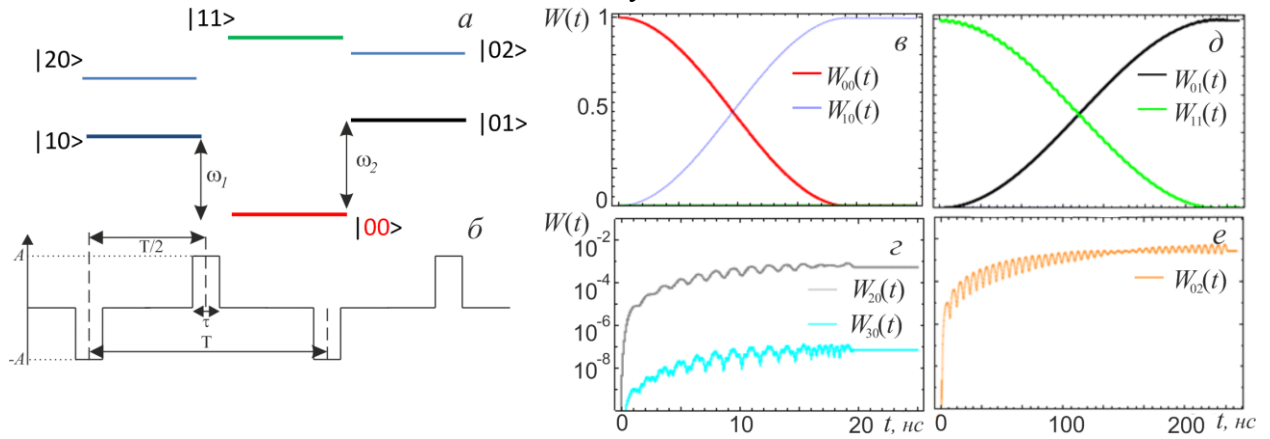 а
|11>
|20>
|02>
|10>
|01>
ω1
ω2
|00>
б
T/2
A
τ
T
-A
W(t)
1
0.5
0
в
W00(t)
W10(t)
д
W01(t)
W11(t)
W(t)
10-2
10-4
10-6
10-8
г
W20(t)
W30(t)
0
10
20
t, нс
е
W02(t)
0
100
200
t, нс